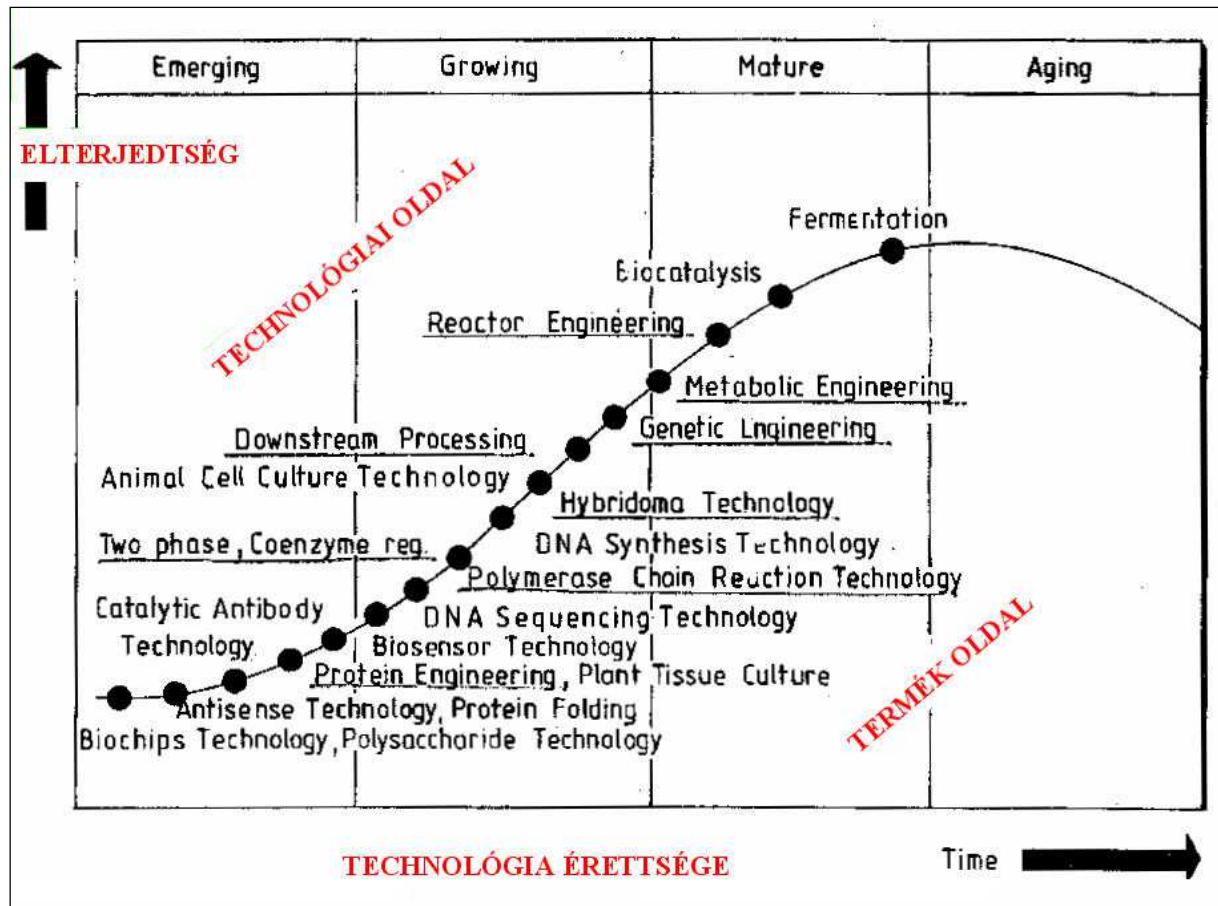 Emerging Growing Mature Aging
ELTERJEDTSÉG
TECHNOLÓGIAI OLDAL
Fermentation
Biocatalysis
Reactor Engineering
Metabolic Engineering
Downstream Processing
Genetic Engineering
Animal Cell Culture Technology
Hybridoma Technology
Two phase, Coenzyme reg.
DNA Synthesis Technology
Polymerase Chain Reaction Technology
Catalytic Antibody
Technology
DNA Sequencing Technology
Biosensor Technology
Protein Engineering, Plant Tissue Culture
Antisense Technology, Protein Folding
Biochips Technology, Polysaccharide Technology
TERMÉK OLDAL
TECHNOLÓGIA ÉRETTSÉGE
Time